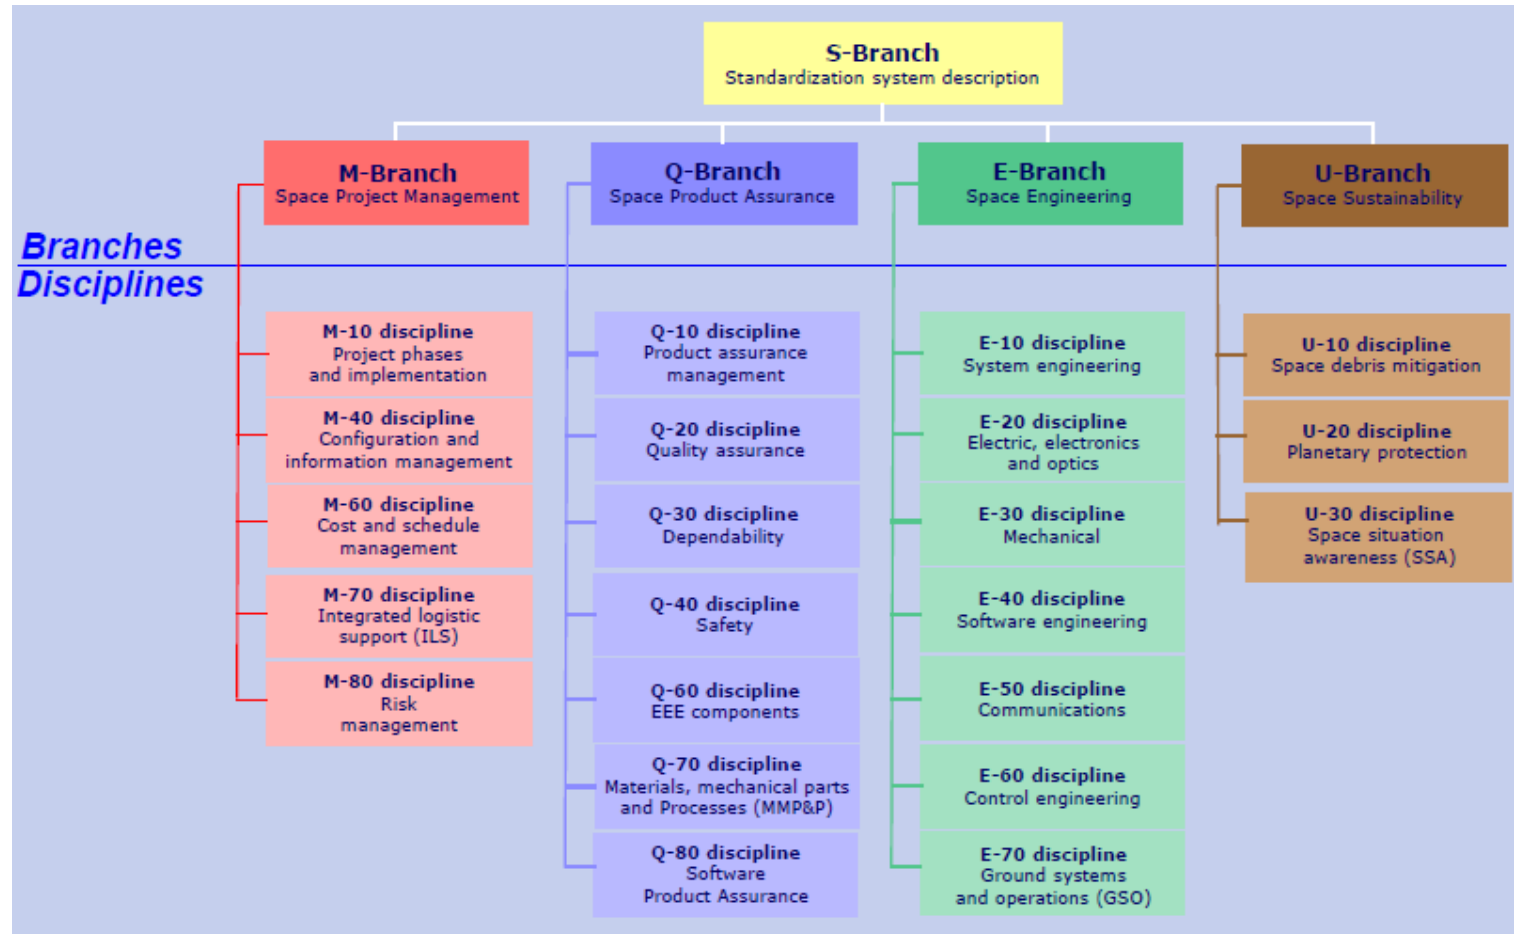 S-Branch
Standardization system description
M-Branch
Space Project Management
Q-Branch
Space Product Assurance
E-Branch
Space Engineering
U-Branch
Space Sustainability
Branches
Disciplines
M-10 discipline
Project phases
and implementation
M-40 discipline
Configuration and
information management
M-60 discipline
Cost and schedule
management
M-70 discipline
Integrated logistic
support (ILS)
M-80 discipline
Risk
management
Q-10 discipline
Product assurance
management
Q-20 discipline
Quality assurance
Q-30 discipline
Dependability
Q-40 discipline
Safety
Q-60 discipline
EEE components
Q-70 discipline
Materials, mechanical parts
and Processes (MMP&P)
Q-80 discipline
Software
Product Assurance
E-10 discipline
System engineering
E-20 discipline
Electric, electronics
and optics
E-30 discipline
Mechanical
E-40 discipline
Software engineering
E-50 discipline
Communications
E-60 discipline
Control engineering
E-70 discipline
Ground systems
and operations (GSO)
U-10 discipline
Space debris mitigation
U-20 discipline
Planetary protection
U-30 discipline
Space situation
awareness (SSA)